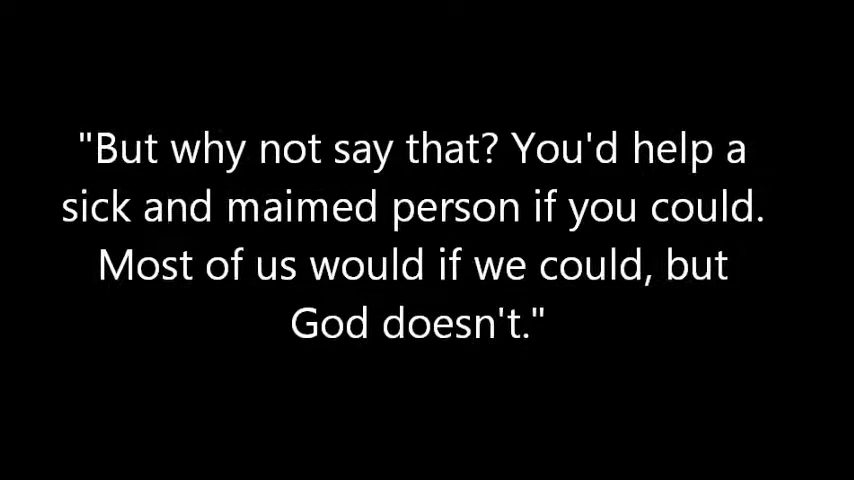 "But why not say that? You'd help a
sick and maimed person if you could.
Most of us would if we could, but
God doesn't."